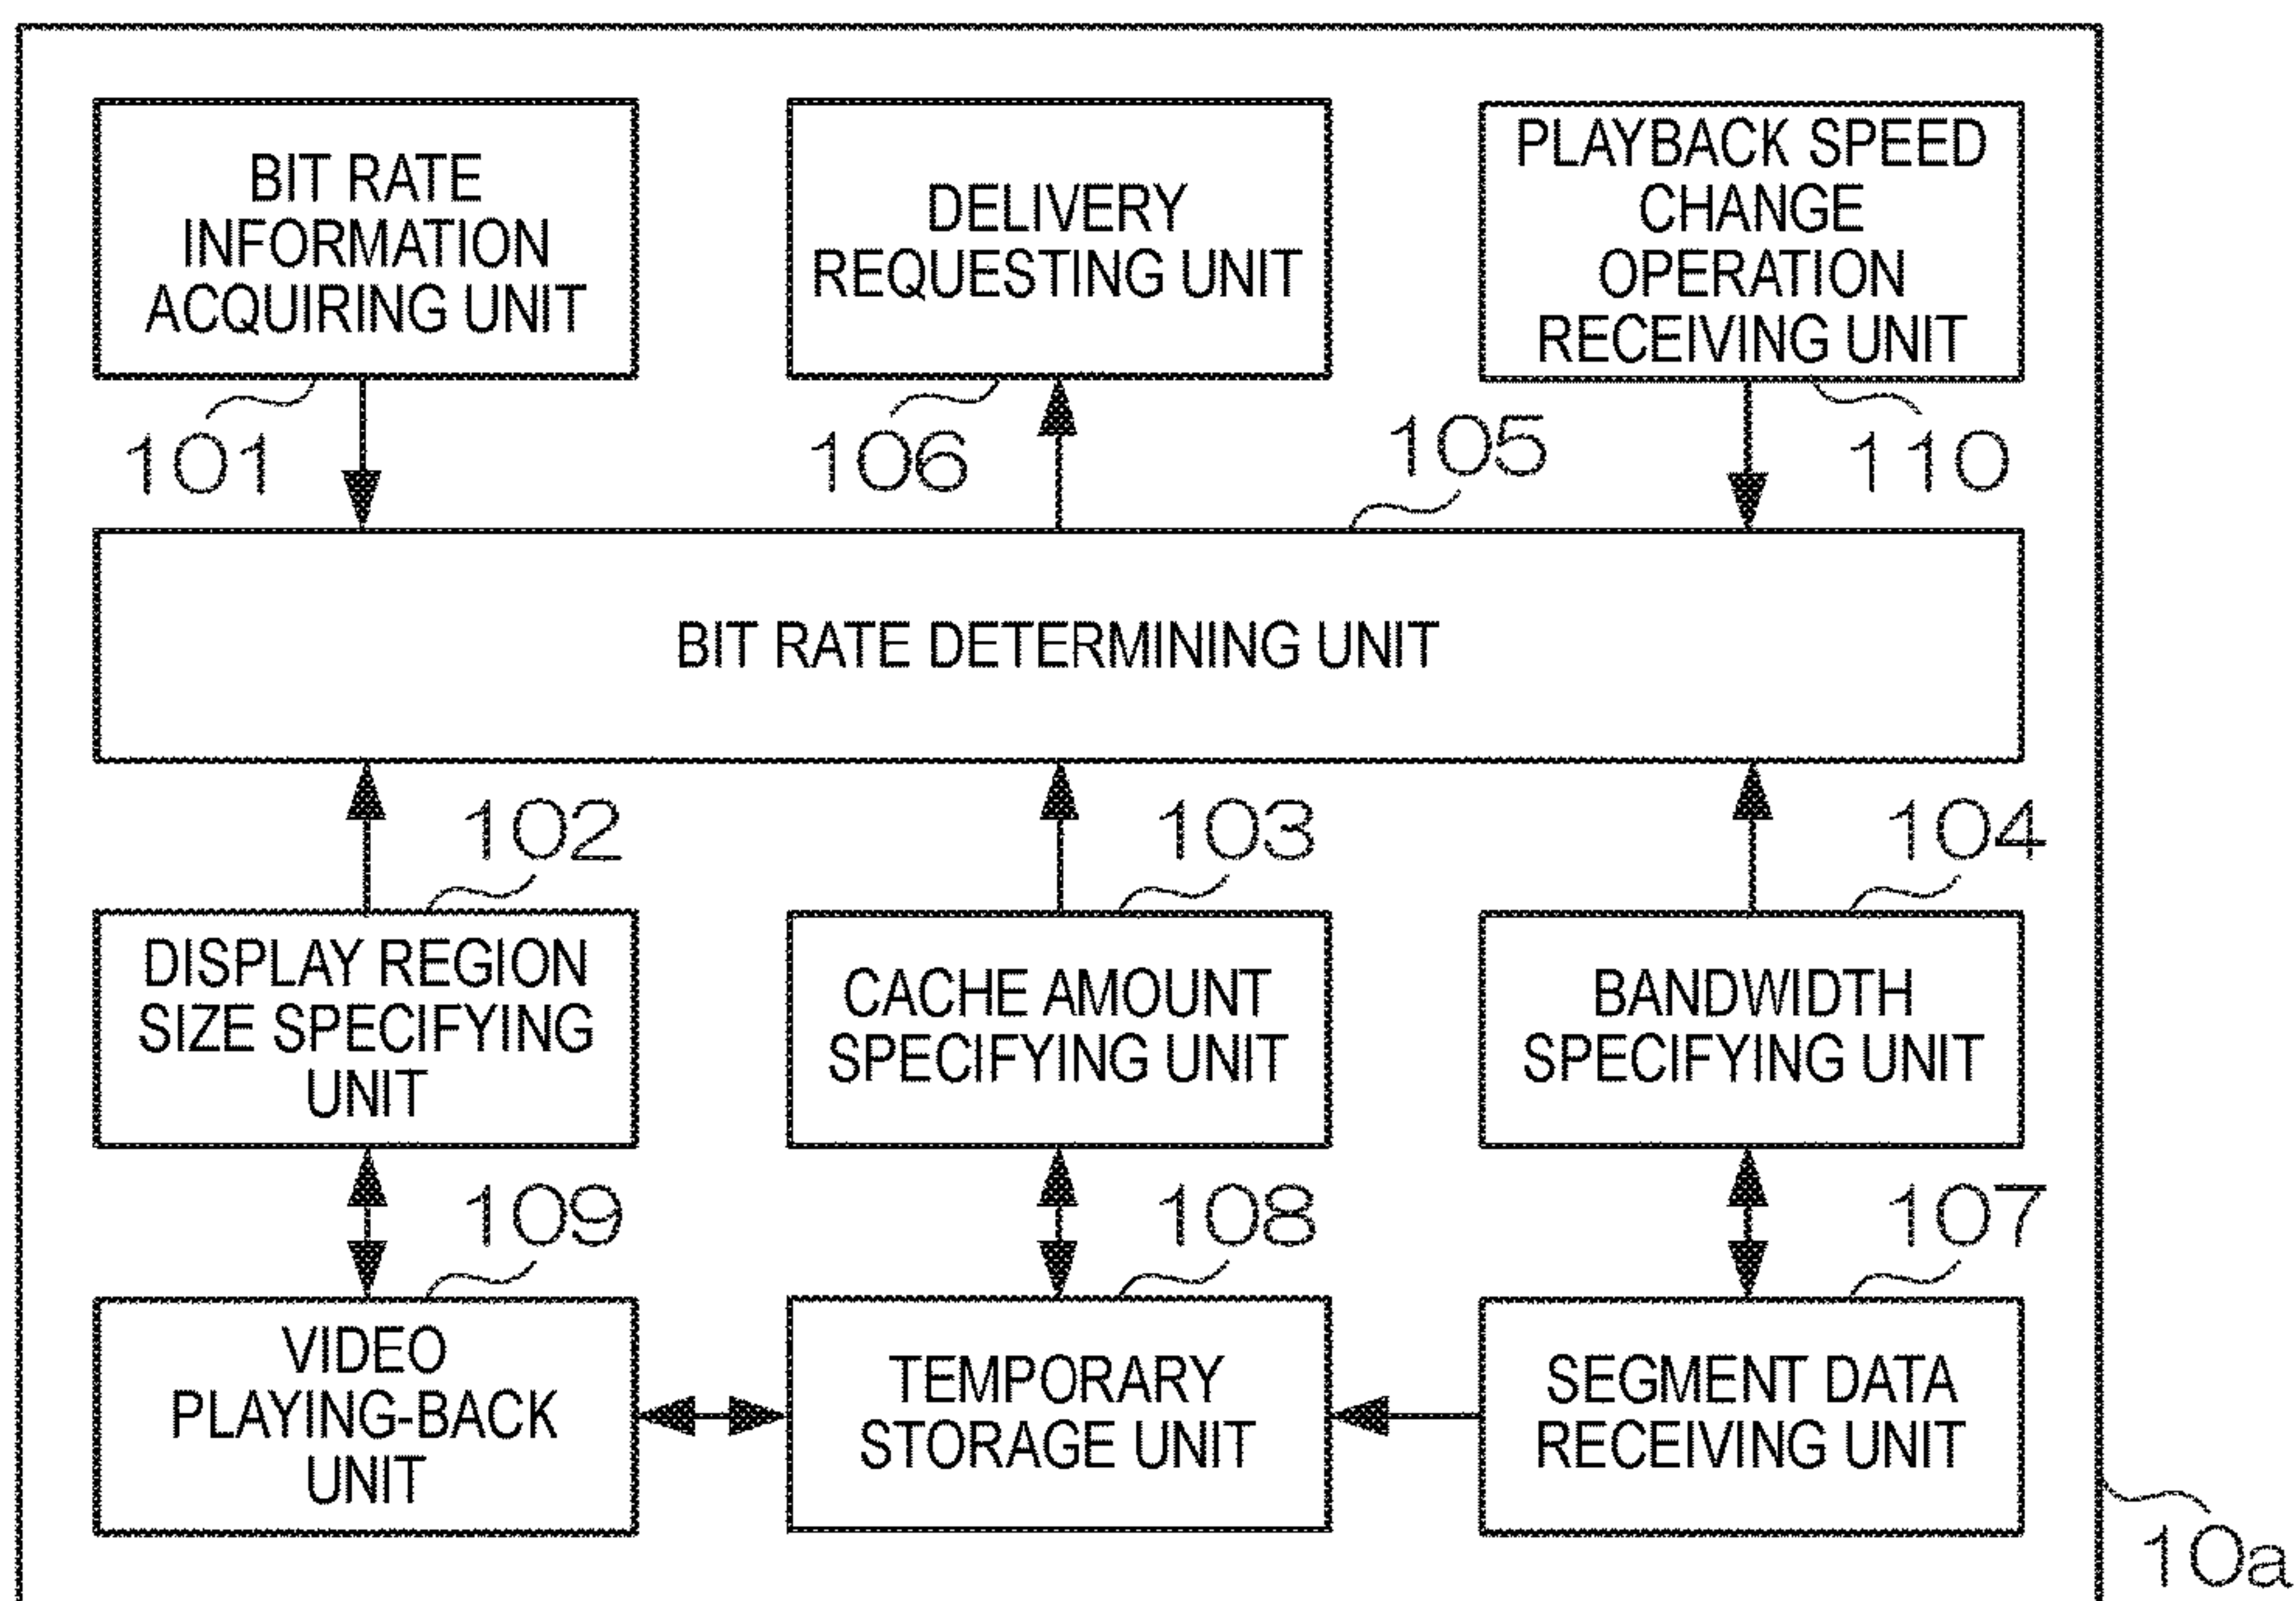 BIT RATE
INFORMATION
ACQUIRING UNIT
DELIVERY
REQUESTING UNIT
PLAYBACK SPEED
CHANGE
OPERATION
RECEIVING UNIT
101
106
105
110
BIT RATE DETERMINING UNIT
102
103
104
DISPLAY REGION
SIZE SPECIFYING
UNIT
CACHE AMOUNT
SPECIFYING UNIT
BANDWIDTH
SPECIFYING UNIT
109
108
107
VIDEO
PLAYING-BACK
UNIT
TEMPORARY
STORAGE UNIT
SEGMENT DATA
RECEIVING UNIT
10a